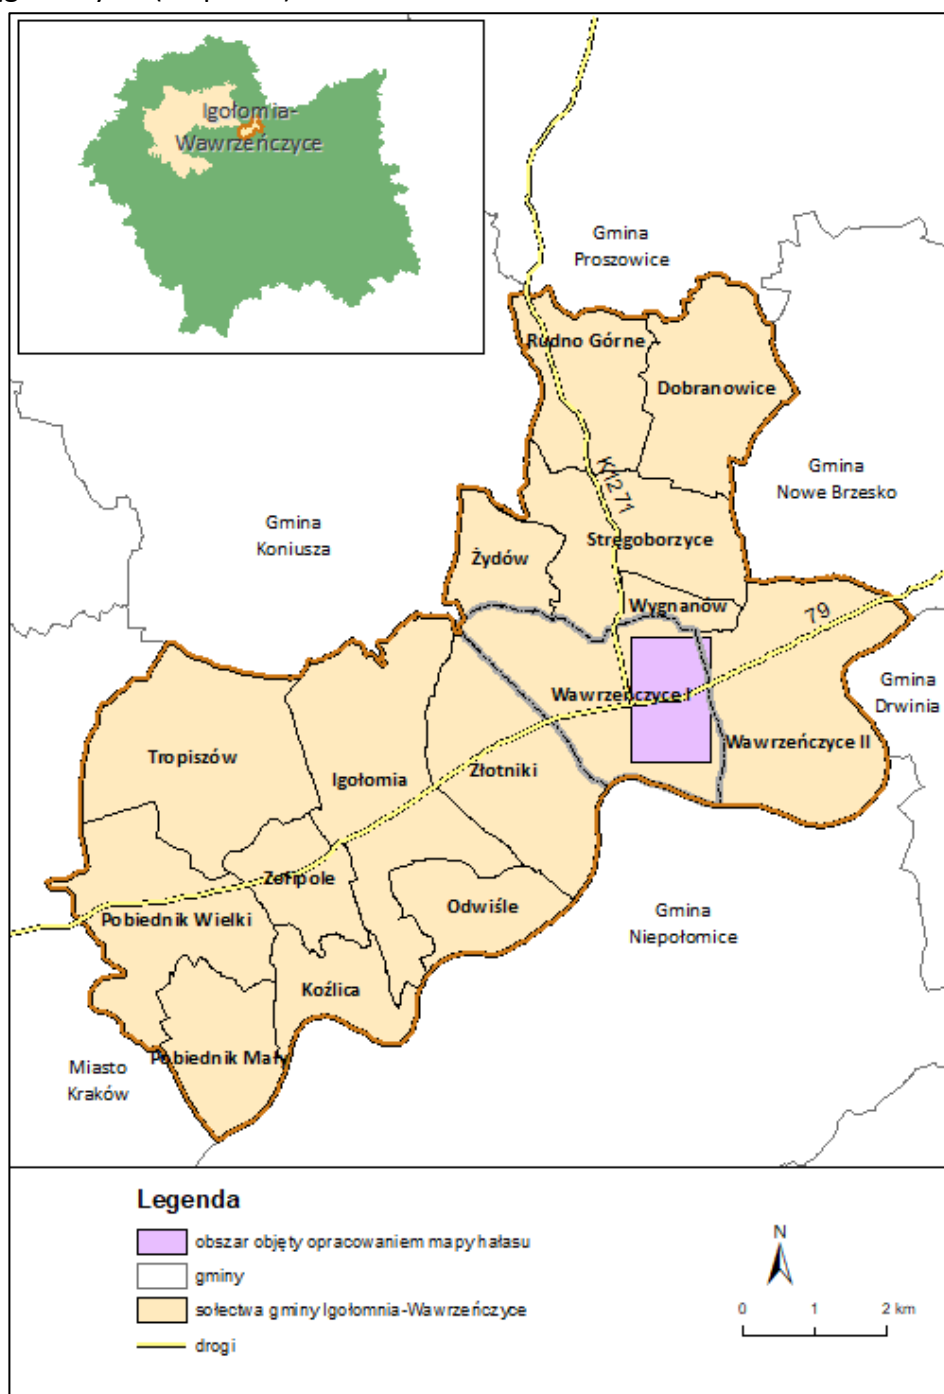 Igołomia-
Wawrzeńczyce
Gmina
Proszowice
Rudno Górne
Dobranowice
Gmina
Nowe Brzesko
K1271
Gmina
Koniusza
Stręgoborzyce
Żydów
Wygnanów
79
Gmina
Drwinia
Wawrzeńczyce I
Wawrzeńczyce II
Tropiszów
Igołomia
Złotniki
Zofipole
Odwiśle
Pobiednik Wielki
Gmina
Niepołomice
Koźlica
Pobiednik Mały
Miasto
Kraków
Legenda
obszar objęty opracowaniem mapy hałasu
gminy
sołectwa gminy Igołomnia-Wawrzeńczyce
drogi
N
0 1 2 km